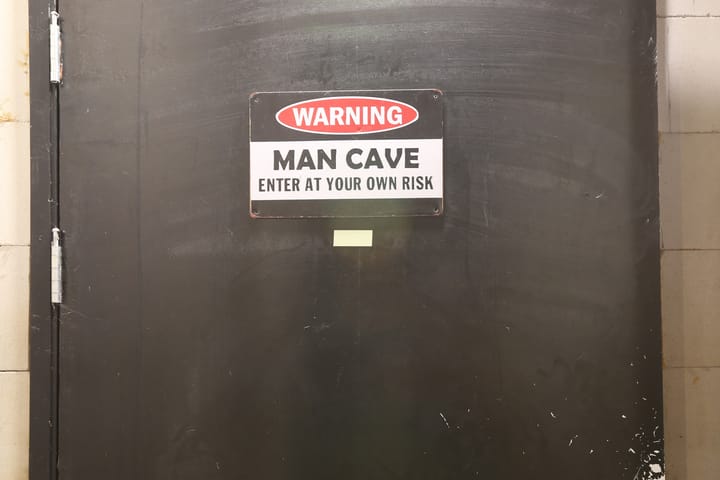 WARNING
MAN CAVE
ENTER AT YOUR OWN RISK